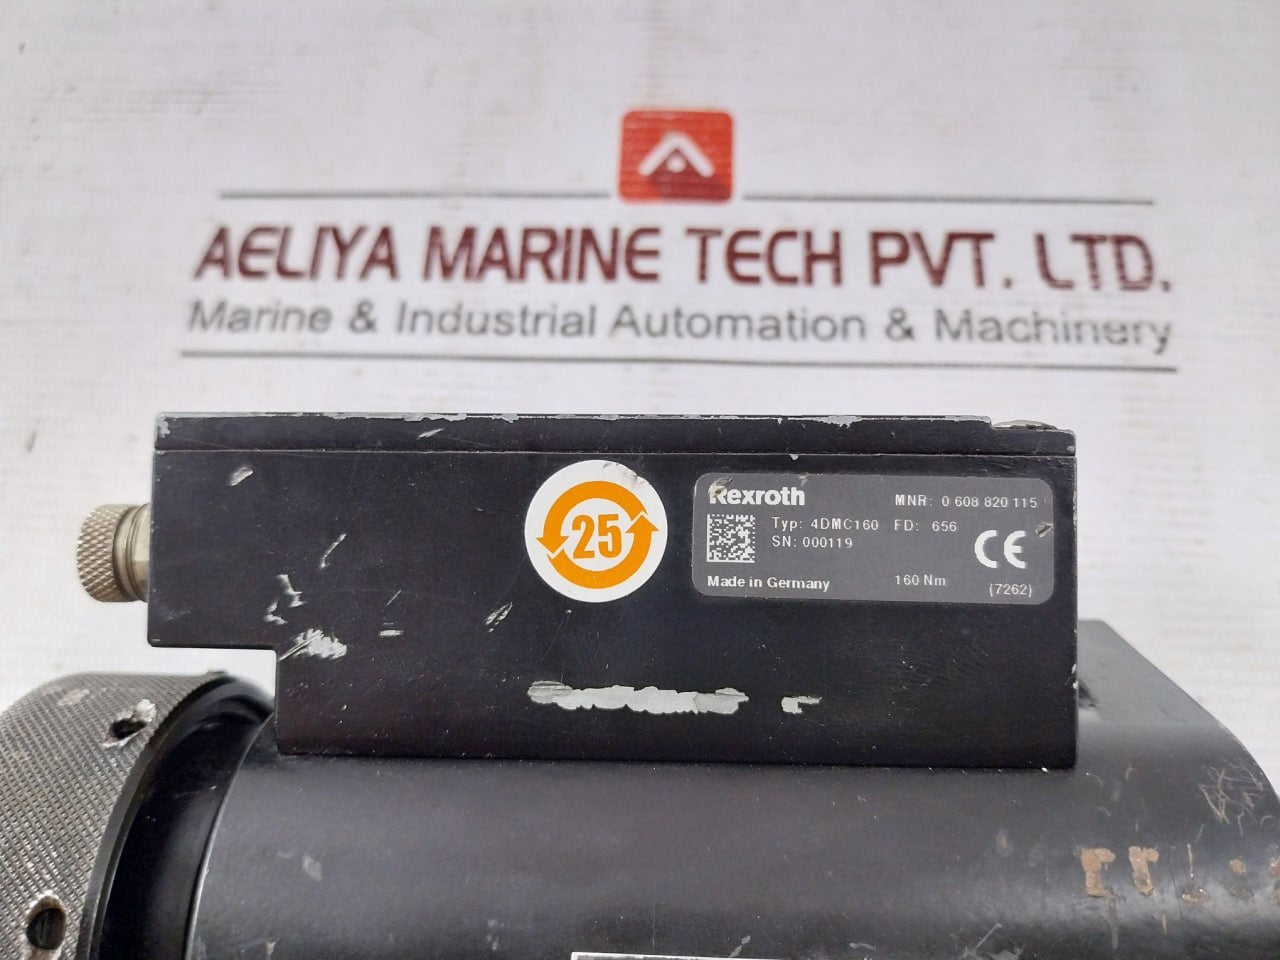 AELIYA MARINE TECH PVT. LTD.
Marine & Industrial Automation & Machinery
25
Rexroth
MNR: 0 608 820 115
Typ: 4DMC160 FD: 656
SN: 000119
CE
Made in Germany
160 Nm
(7262)